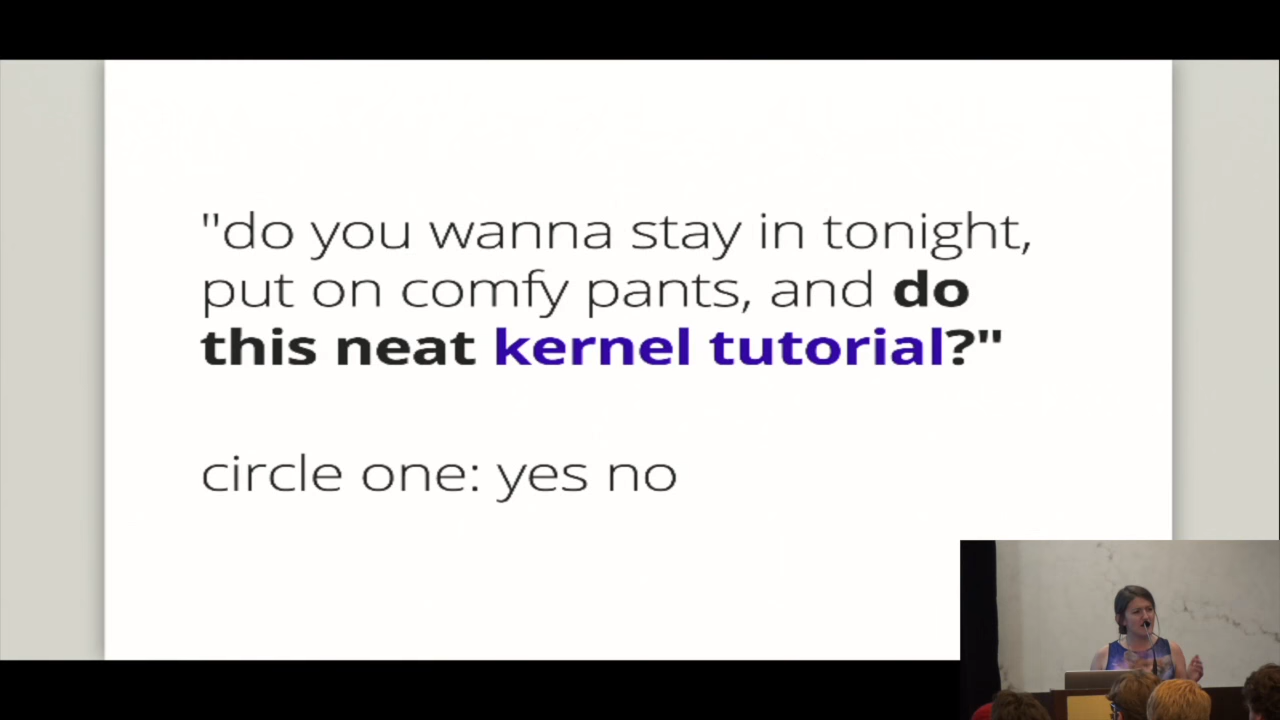 "do you wanna stay in tonight,
put on comfy pants, and do
this neat kernel tutorial?"
circle one: yes no